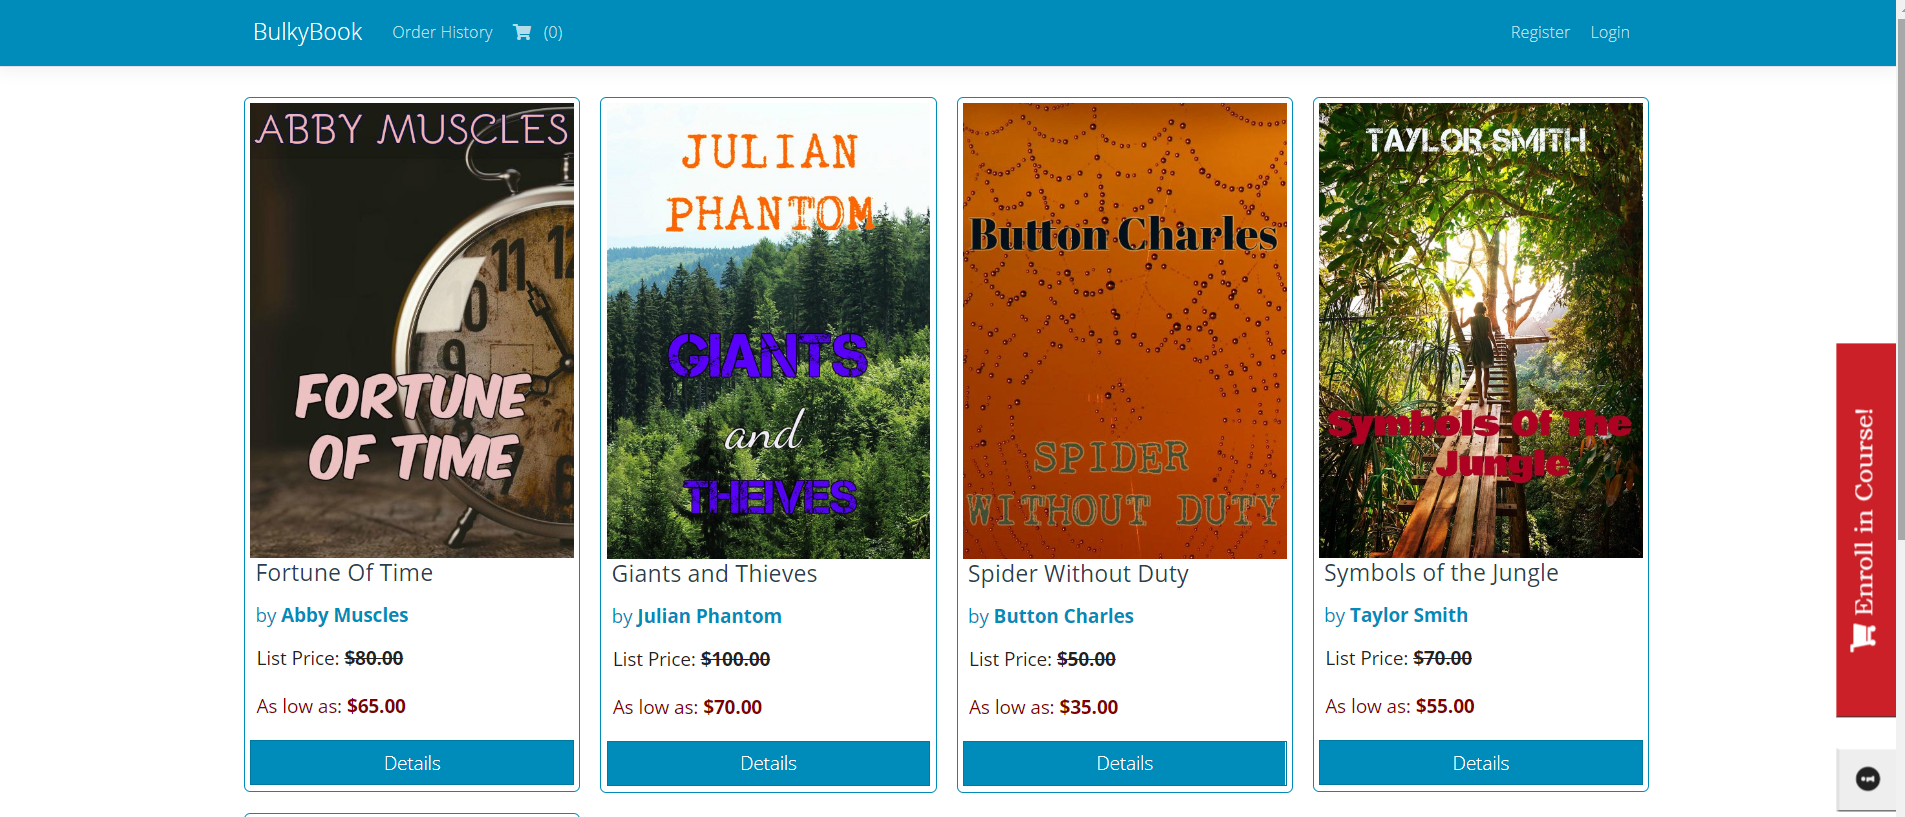 BulkyBook Order History (0) Register Login
ABBY MUSCLES
11 12
10
9
FORTUNE
OF TIME
6
Fortune Of Time
by Abby Muscles
List Price: $80.00
As low as: $65.00
Details
JULIAN
PHANTOM
GIANTS
and
THEIVES
Giants and Thieves
by Julian Phantom
List Price: $100.00
As low as: $70.00
Details
Button Charles
SPIDER
WITHOUT DUTY
Spider Without Duty
by Button Charles
List Price: $50.00
As low as: $35.00
Details
TAYLOR SMITH
Symbols Of The
Jungle
Symbols of the Jungle
by Taylor Smith
List Price: $70.00
As low as: $55.00
Details
Enroll in Course!